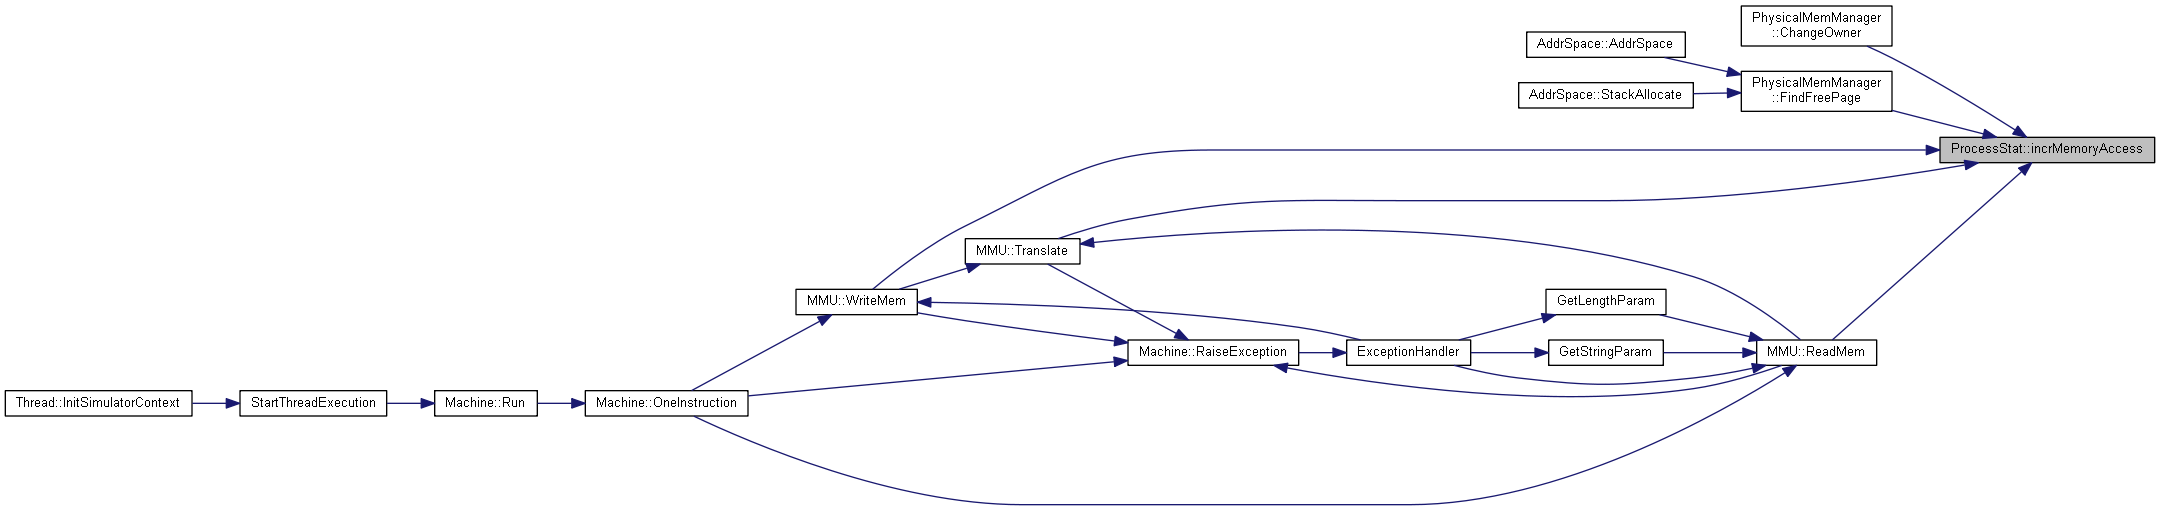 PhysicalMemManager
::ChangeOwner
AddrSpace::AddrSpace
PhysicalMemManager
::FindFreePage
AddrSpace::StackAllocate
ProcessStat::incrMemoryAccess
MMU::Translate
MMU::WriteMem
GetLengthParam
Machine::RaiseException
ExceptionHandler
GetStringParam
MMU::ReadMem
Thread::InitSimulatorContext
StartThreadExecution
Machine::Run
Machine::OneInstruction